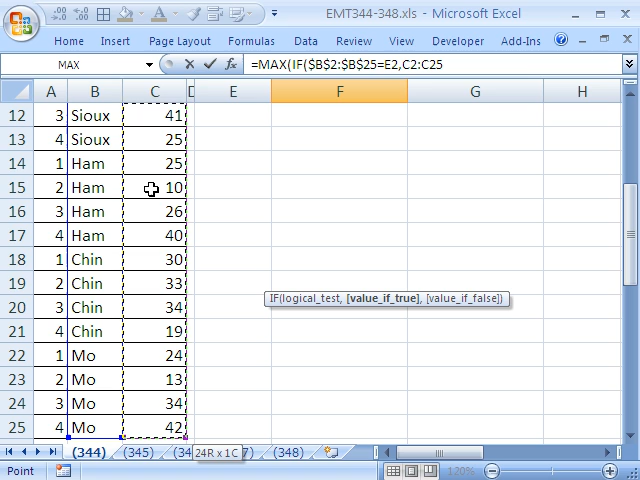 EMT344-348.xls - Microsoft Excel
Home Insert Page Layout Formulas Data Review View Developer Add-Ins
MAX =MAX(IF($B$2:$B$25=E2,C2:C25
A B C D E F G H
12 3 Sioux 41
13 4 Sioux 25
14 1 Ham 25
15 2 Ham 10
16 3 Ham 26
17 4 Ham 40
18 1 Chin 30
19 2 Chin 33
IF(logical_test, [value_if_true], [value_if_false])
20 3 Chin 34
21 4 Chin 19
22 1 Mo 24
23 2 Mo 13
24 3 Mo 34
25 4 Mo 42
(344) (345) (34 24R x 1C 7) (348)
Point 120%